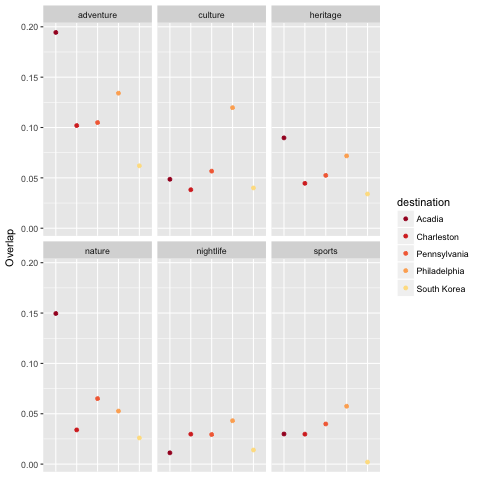 adventure culture heritage
0.20
0.15
0.10
0.05
0.00
Overlap
nature nightlife sports
0.20
0.15
0.10
0.05
0.00
destination
Acadia
Charleston
Pennsylvania
Philadelphia
South Korea